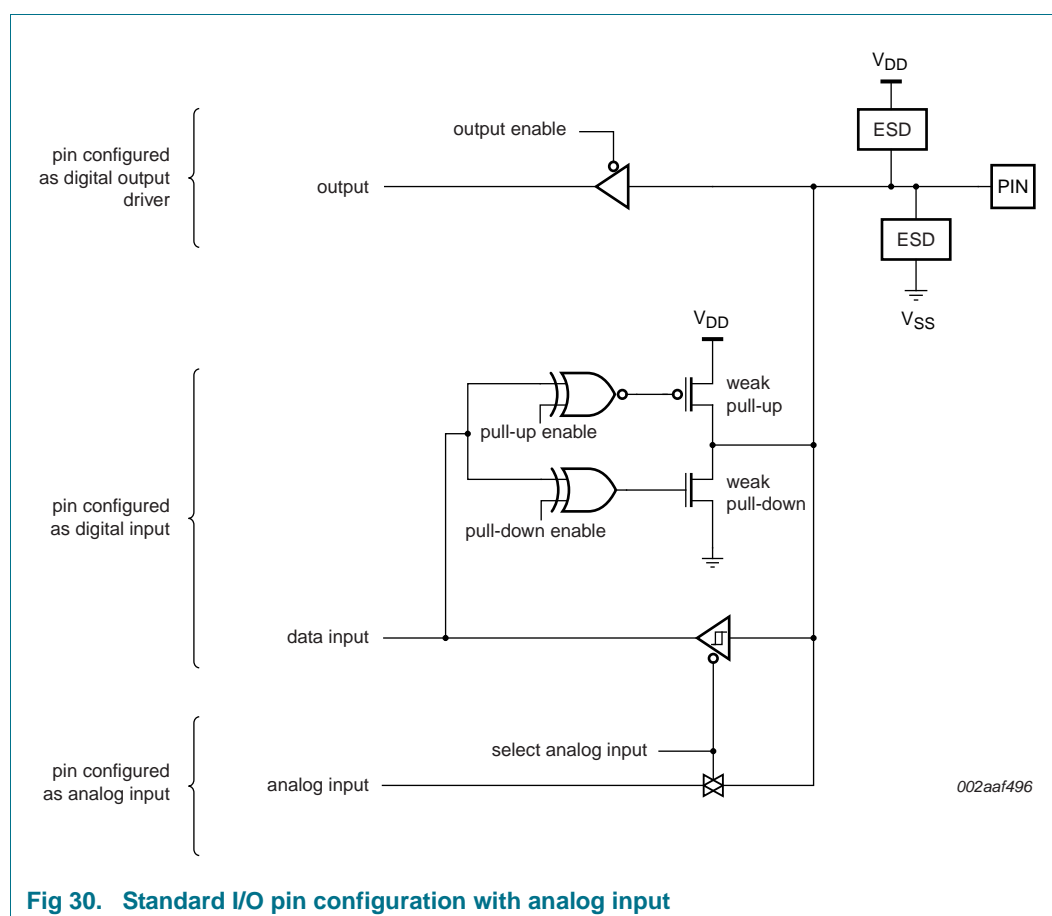 VDD
ESD
output enable
pin configured
as digital output
driver
output
PIN
ESD
VSS
VDD
weak
pull-up
pull-up enable
pin configured
as digital input
weak
pull-down
pull-down enable
data input
select analog input
pin configured
as analog input
analog input
002aaf496
Fig 30. Standard I/O pin configuration with analog input